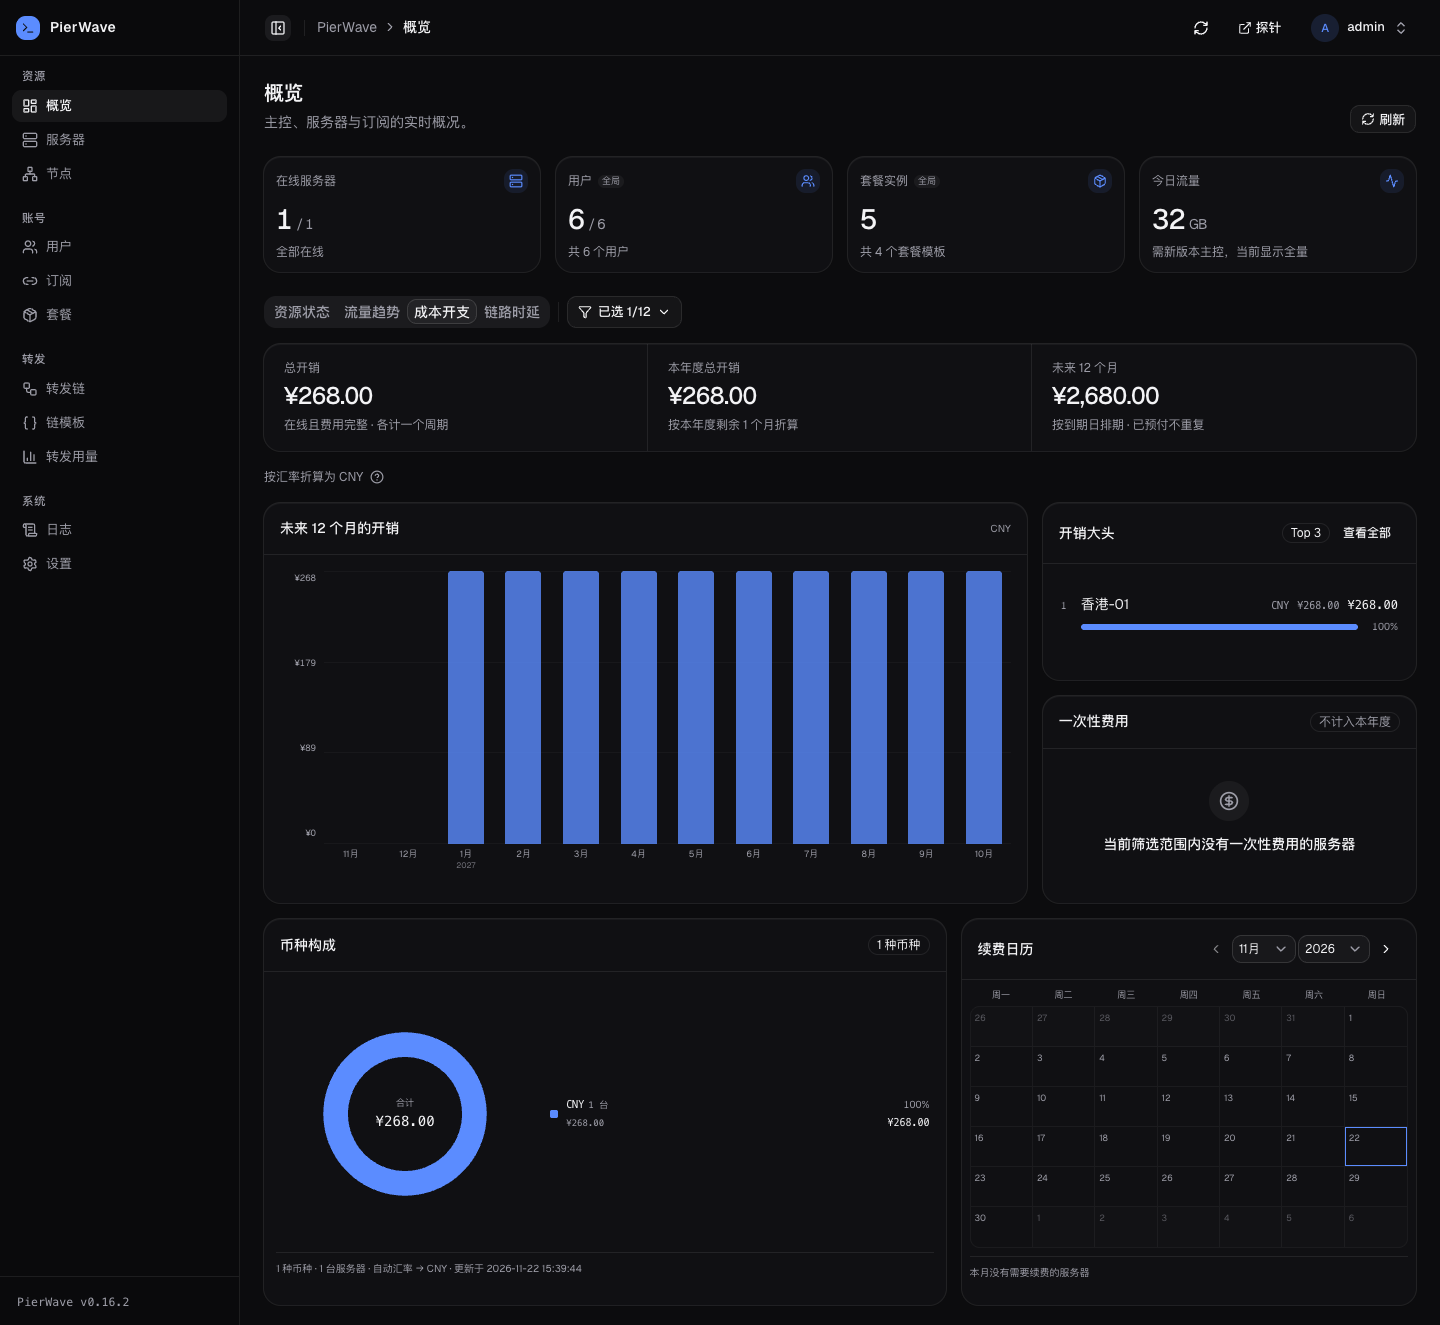 PierWave
PierWave > 概览
探针
A admin
资源
概览
服务器
节点
账号
用户
订阅
套餐
转发
转发链
链模板
转发用量
系统
日志
设置
PierWave v0.16.2
概览
主控、服务器与订阅的实时概况。
刷新
在线服务器
1 / 1
全部在线
用户 全局
6 / 6
共 6 个用户
套餐实例 全局
5
共 4 个套餐模板
今日流量
32 GB
需新版本主控，当前显示全量
资源状态 流量趋势 成本开支 链路时延 已选 1/12
总开销
¥268.00
在线且费用完整 · 各计一个周期
本年度总开销
¥268.00
按本年度剩余 1 个月折算
未来 12 个月
¥2,680.00
按到期日排期 · 已预付不重复
按汇率折算为 CNY
未来 12 个月的开销 CNY
¥268
¥179
¥89
¥0
11月 12月 1月 2月 3月 4月 5月 6月 7月 8月 9月 10月
2027
开销大头 Top 3 查看全部
1 香港-01 CNY ¥268.00 ¥268.00
100%
一次性费用 不计入本年度
当前筛选范围内没有一次性费用的服务器
币种构成 1 种币种
合计
¥268.00
CNY 1 台 100%
¥268.00 ¥268.00
1 种币种 · 1 台服务器 · 自动汇率 → CNY · 更新于 2026-11-22 15:39:44
续费日历 11月 2026
周一 周二 周三 周四 周五 周六 周日
26 27 28 29 30 31 1
2 3 4 5 6 7 8
9 10 11 12 13 14 15
16 17 18 19 20 21 22
23 24 25 26 27 28 29
30 1 2 3 4 5 6
本月没有需要续费的服务器